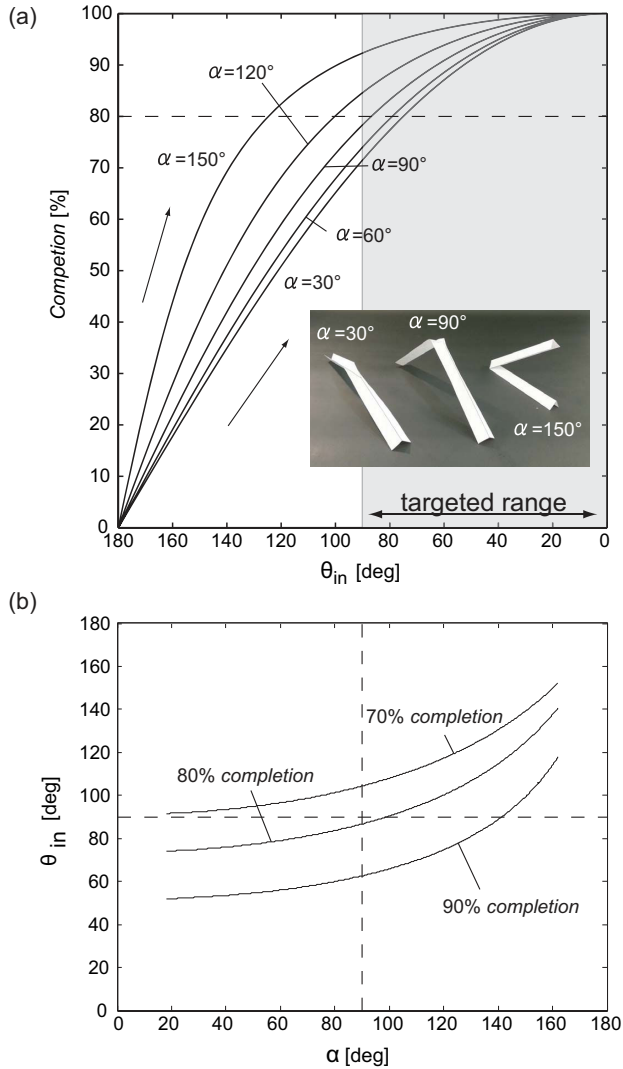 (a)
100
90
80
70
60
50
40
30
20
10
0
Competion [%]
α=120°
α=150°
α=90°
α=60°
α=30°
α=30°
α=90°
α=150°
targeted range
180 160 140 120 100 80 60 40 20 0
θin [deg]
(b)
180
160
140
120
100
80
60
40
20
0
θin [deg]
70% completion
80% completion
90% completion
0 20 40 60 80 100 120 140 160 180
α [deg]